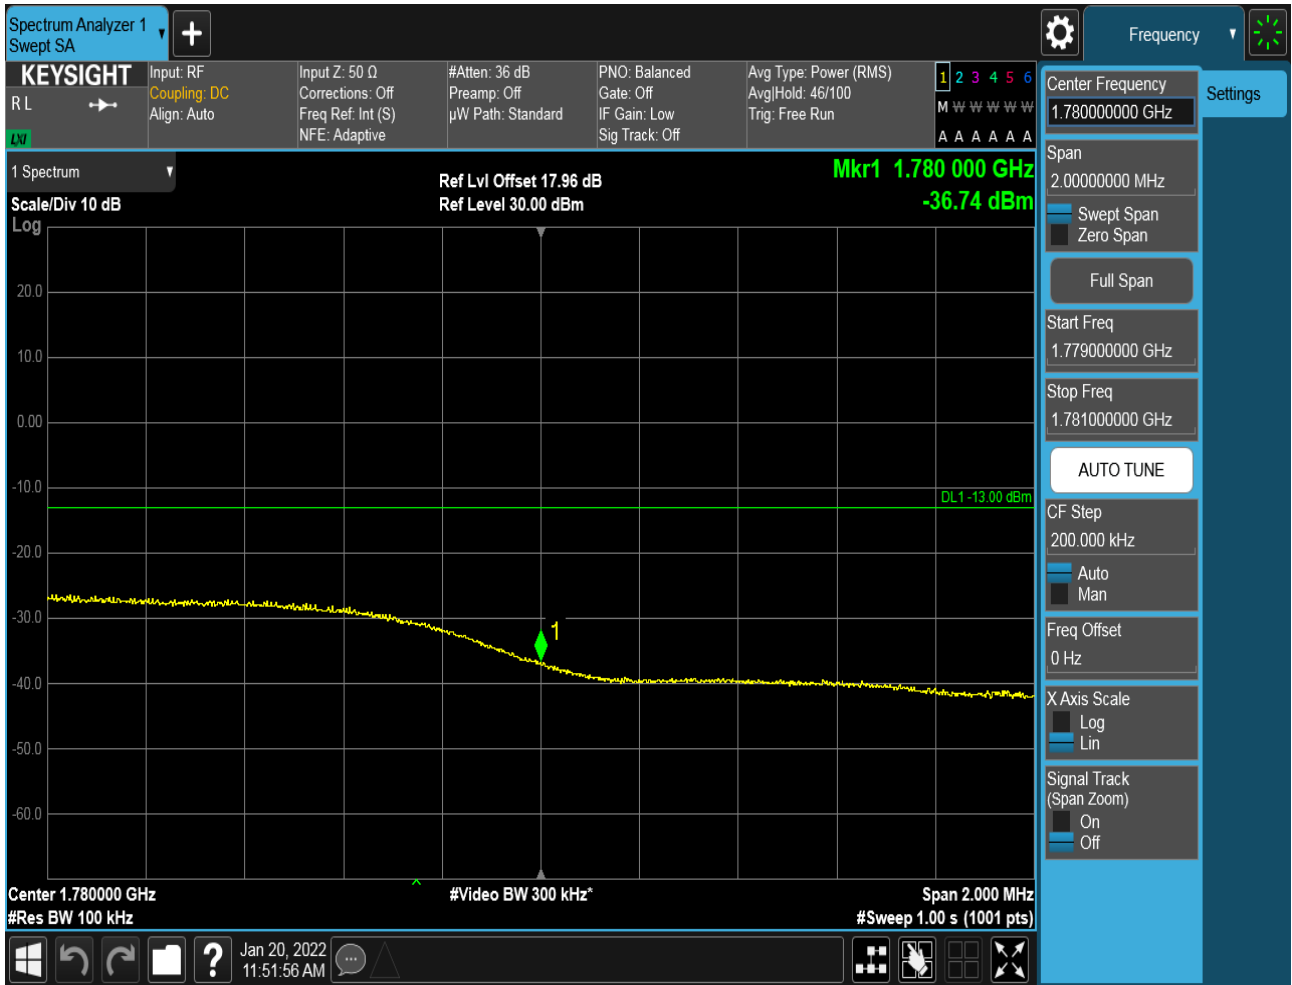 Spectrum Analyzer 1
Swept SA
Frequency
KEYSIGHT
R L
LXI
Input: RF
Coupling: DC
Align: Auto
Input Z: 50 Ω
Corrections: Off
Freq Ref: Int (S)
NFE: Adaptive
#Atten: 36 dB
Preamp: Off
µW Path: Standard
PNO: Balanced
Gate: Off
IF Gain: Low
Sig Track: Off
Avg Type: Power (RMS)
Avg|Hold: 46/100
Trig: Free Run
1 2 3 4 5 6
M W W W W W
A A A A A A
1 Spectrum
Scale/Div 10 dB
Log
Ref Lvl Offset 17.96 dB
Ref Level 30.00 dBm
Mkr1 1.780 000 GHz
-36.74 dBm
20.0
10.0
0.00
-10.0
-20.0
-30.0
-40.0
-50.0
-60.0
DL1 -13.00 dBm
1
Center 1.780000 GHz
#Res BW 100 kHz
#Video BW 300 kHz*
Span 2.000 MHz
#Sweep 1.00 s (1001 pts)
Jan 20, 2022
11:51:56 AM
Center Frequency
1.780000000 GHz
Settings
Span
2.00000000 MHz
Swept Span
Zero Span
Full Span
Start Freq
1.779000000 GHz
Stop Freq
1.781000000 GHz
AUTO TUNE
CF Step
200.000 kHz
Auto
Man
Freq Offset
0 Hz
X Axis Scale
Log
Lin
Signal Track
(Span Zoom)
On
Off